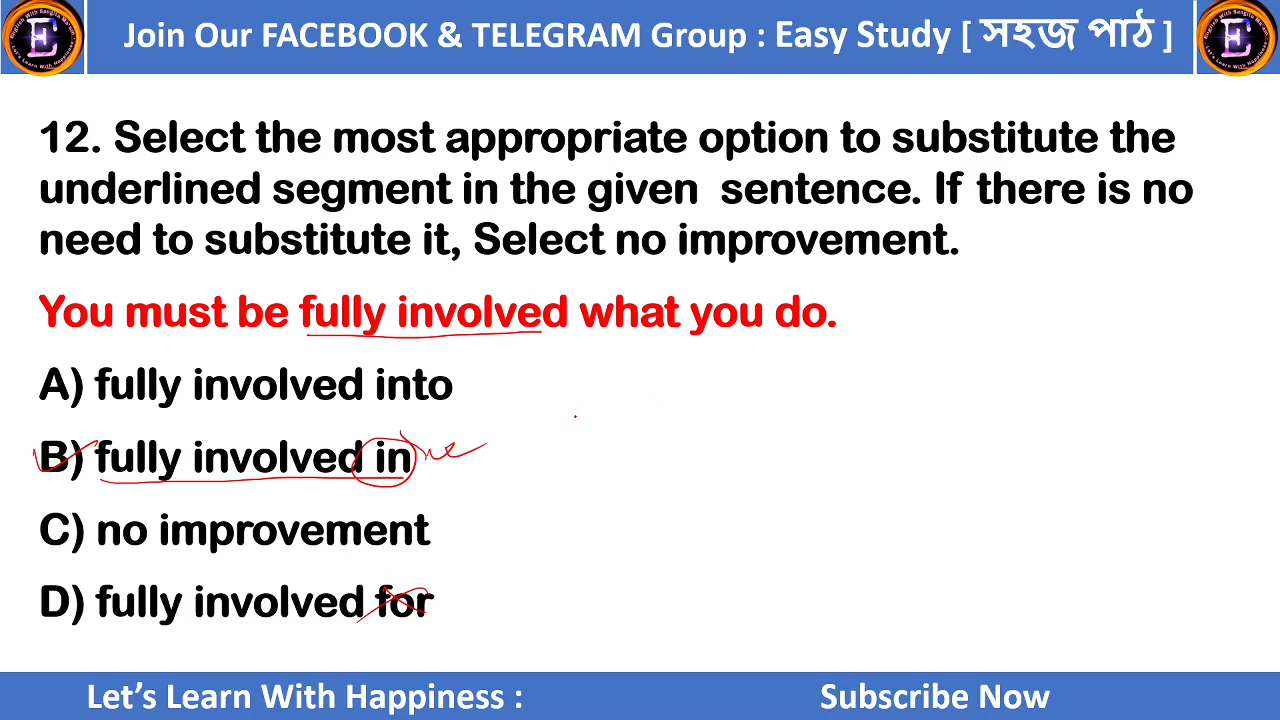 Join Our FACEBOOK & TELEGRAM Group : Easy Study [ সহজ পাঠ ]
12. Select the most appropriate option to substitute the
underlined segment in the given sentence. If there is no
need to substitute it, Select no improvement.
You must be fully involved what you do.
A) fully involved into
B) fully involved in
C) no improvement
D) fully involved for
Let's Learn With Happiness :
Subscribe Now